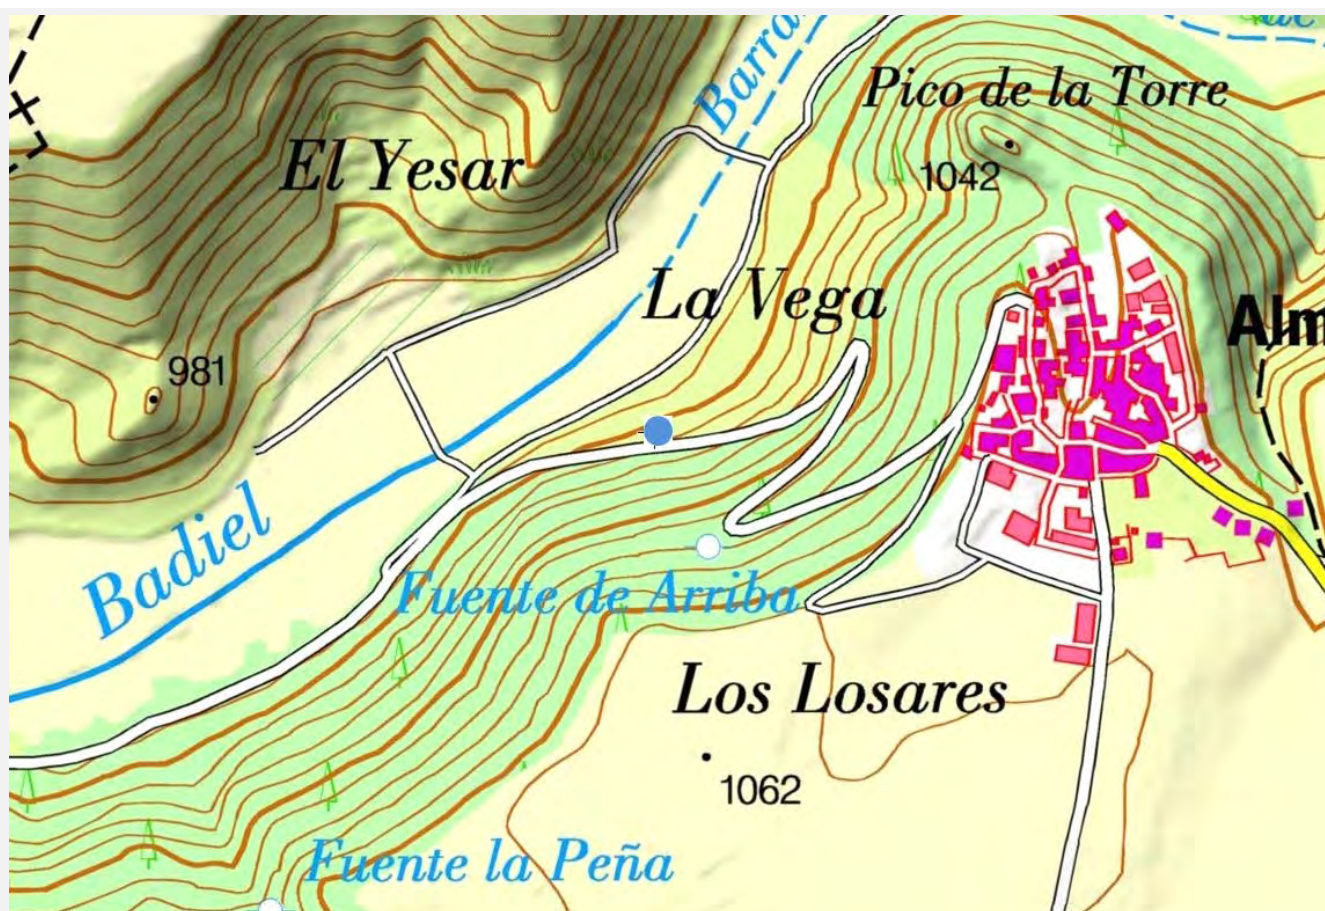 Barra
Pico de la Torre
El Yesar
1042
La Vega
Alm
981
Badiel
Fuente de Arriba
Los Losares
1062
Fuente la Peña